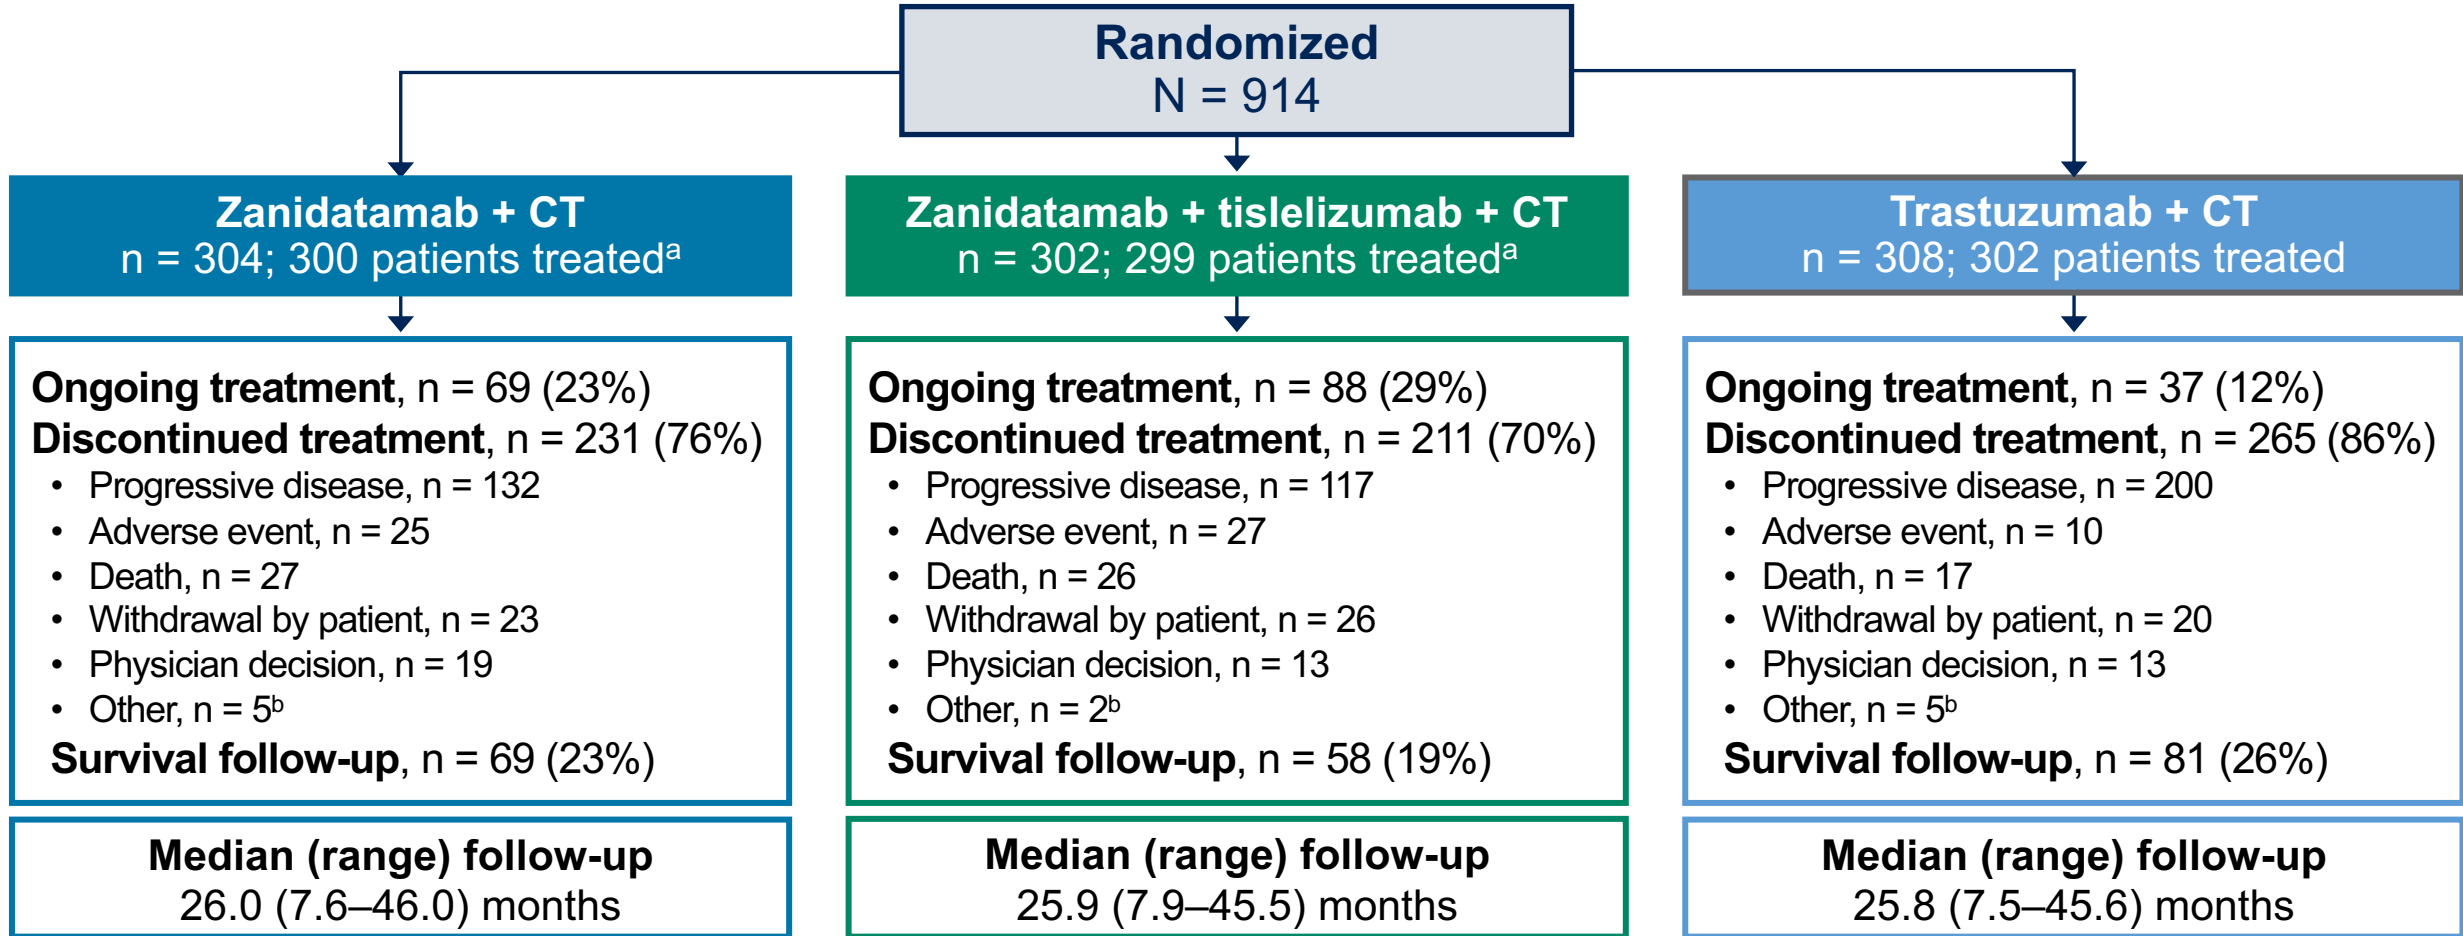 Randomized
N = 914
Zanidatamab + CT
n = 304; 300 patients treatedᵃ
Ongoing treatment, n = 69 (23%)
Discontinued treatment, n = 231 (76%)
• Progressive disease, n = 132
• Adverse event, n = 25
• Death, n = 27
• Withdrawal by patient, n = 23
• Physician decision, n = 19
• Other, n = 5ᵇ
Survival follow-up, n = 69 (23%)
Median (range) follow-up
26.0 (7.6–46.0) months
Zanidatamab + tislelizumab + CT
n = 302; 299 patients treatedᵃ
Ongoing treatment, n = 88 (29%)
Discontinued treatment, n = 211 (70%)
• Progressive disease, n = 117
• Adverse event, n = 27
• Death, n = 26
• Withdrawal by patient, n = 26
• Physician decision, n = 13
• Other, n = 2ᵇ
Survival follow-up, n = 58 (19%)
Median (range) follow-up
25.9 (7.9–45.5) months
Trastuzumab + CT
n = 308; 302 patients treated
Ongoing treatment, n = 37 (12%)
Discontinued treatment, n = 265 (86%)
• Progressive disease, n = 200
• Adverse event, n = 10
• Death, n = 17
• Withdrawal by patient, n = 20
• Physician decision, n = 13
• Other, n = 5ᵇ
Survival follow-up, n = 81 (26%)
Median (range) follow-up
25.8 (7.5–45.6) months